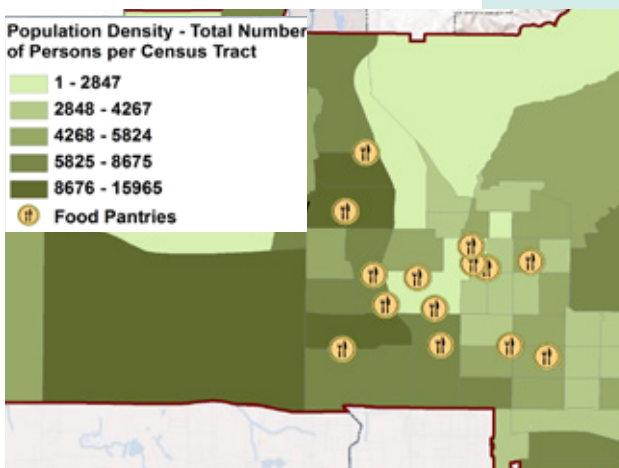 Population Density - Total Number
of Persons per Census Tract
1 - 2847
2848 - 4267
4268 - 5824
5825 - 8675
8676 - 15965
Food Pantries